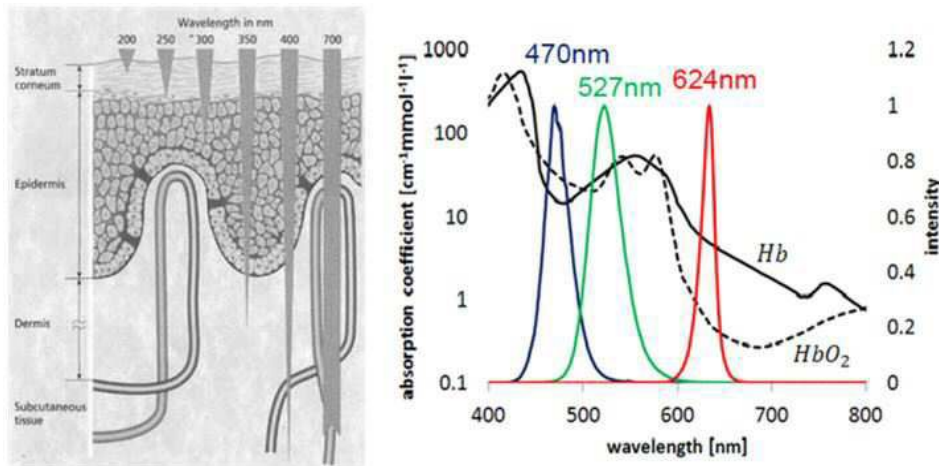 Wavelength in nm
200 250 300 350 400 700
Stratum
corneum
Epidermis
Dermis
Subcutaneous
tissue
470nm
527nm
624nm
1000
100
10
1
0.1
absorption coefficient [cm⁻¹mmol⁻¹l⁻¹]
400 500 600 700 800
wavelength [nm]
1.2
1
0.8
0.6
0.4
0.2
0
intensity
Hb
HbO₂